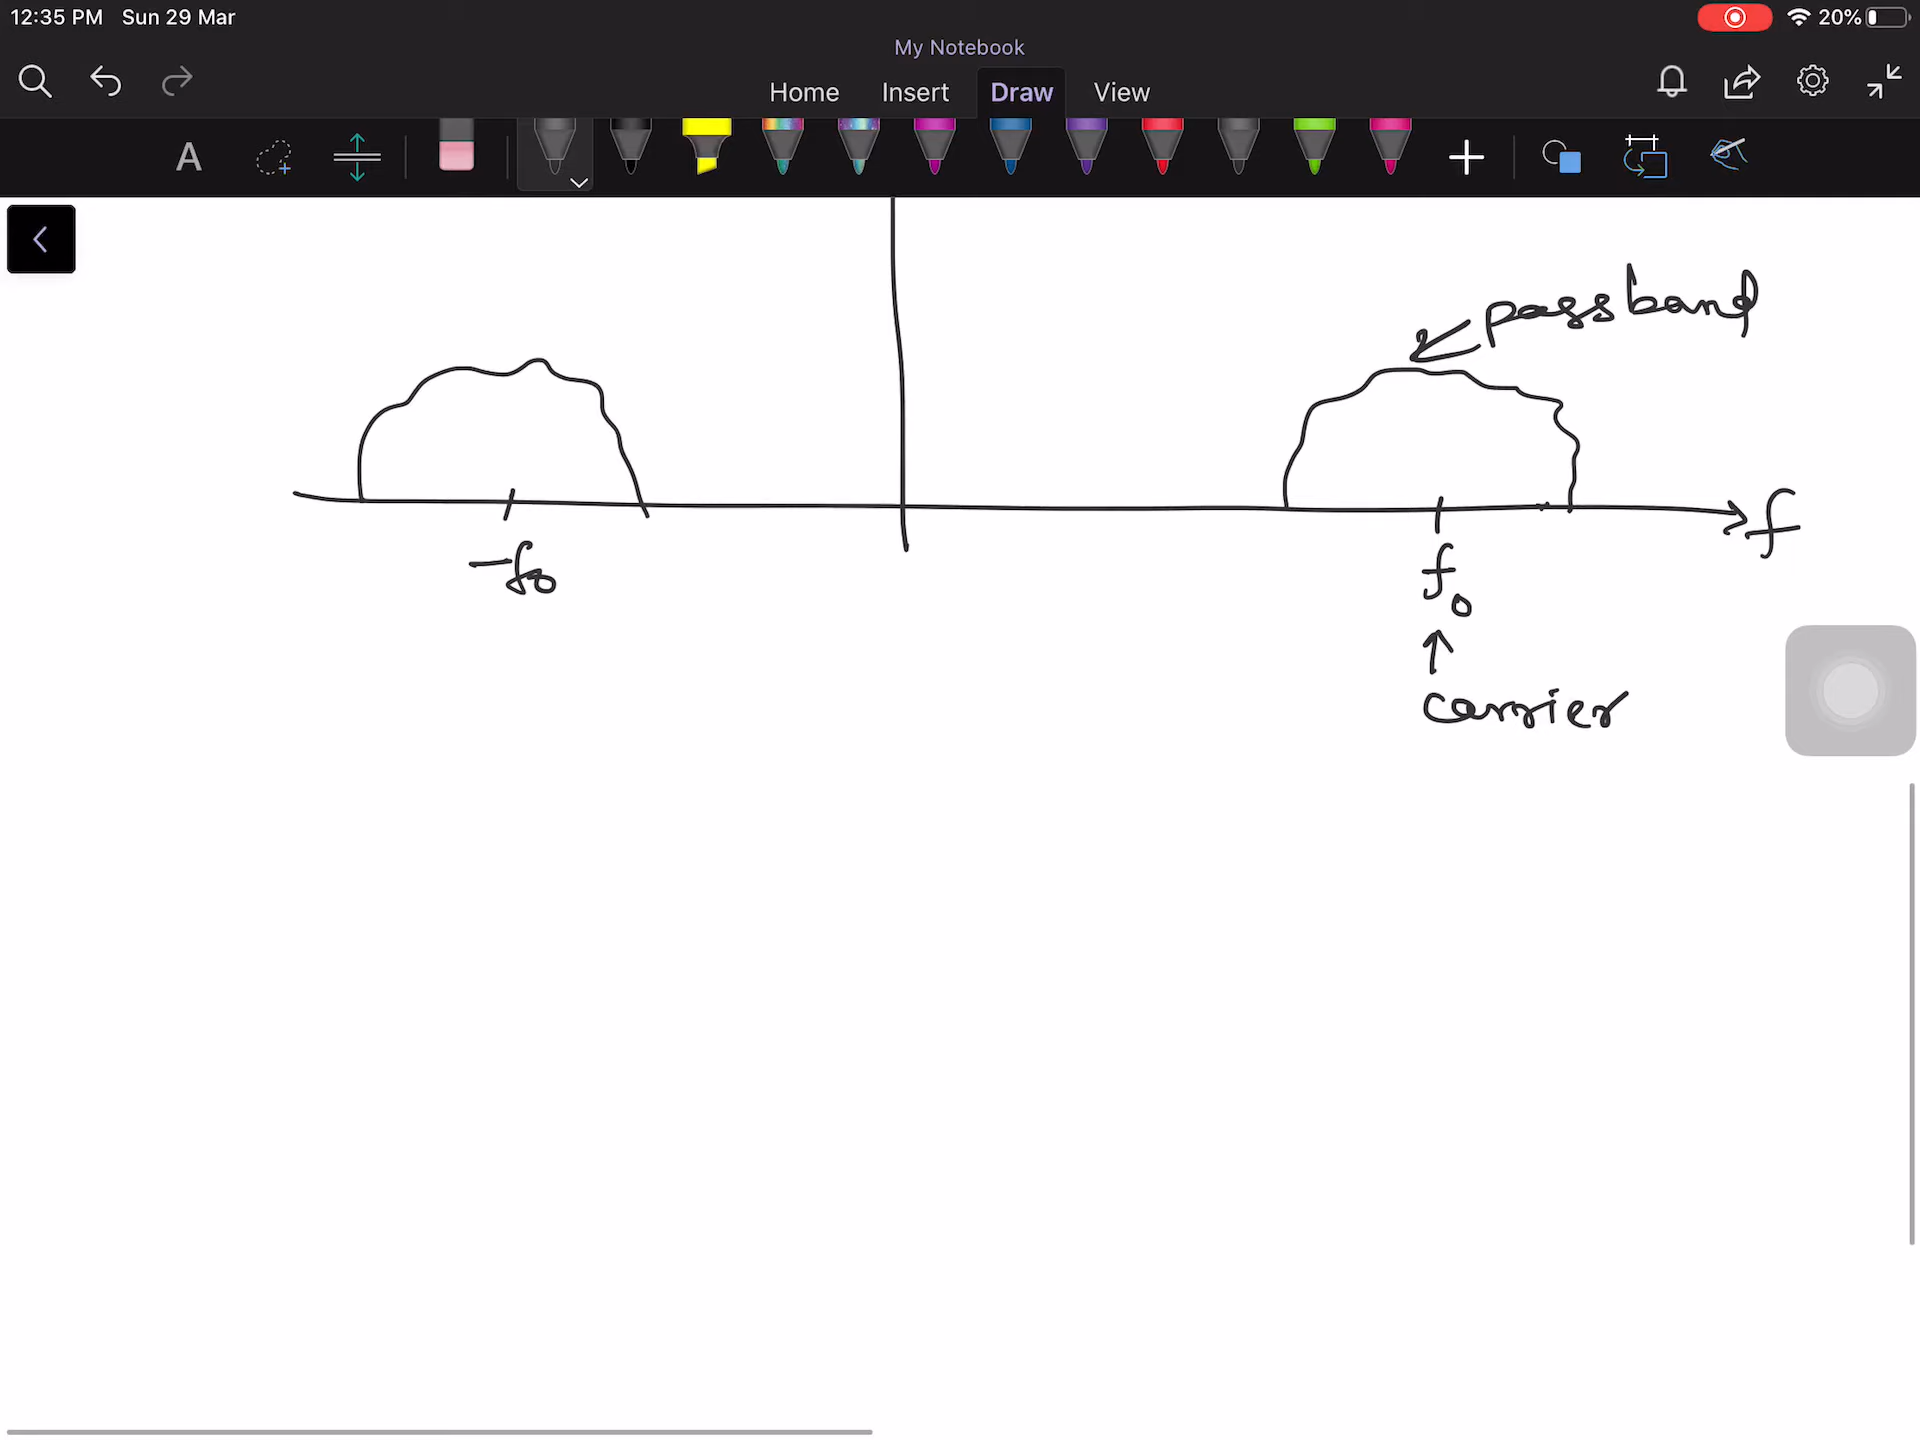 12:35 PM Sun 29 Mar
20%
My Notebook
Home Insert Draw View
A
passband
f
-f0
f0
carrier